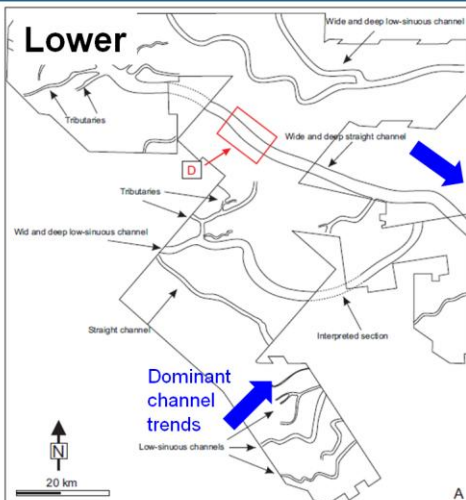 Lower
Wide and deep low-sinuous channel
Tributaries
Wide and deep straight channel
D
Tributaries
Wid and deep low-sinuous channel
Straight channel
Interpreted section
Dominant
channel
trends
Low-sinuous channels
N
20 km
A